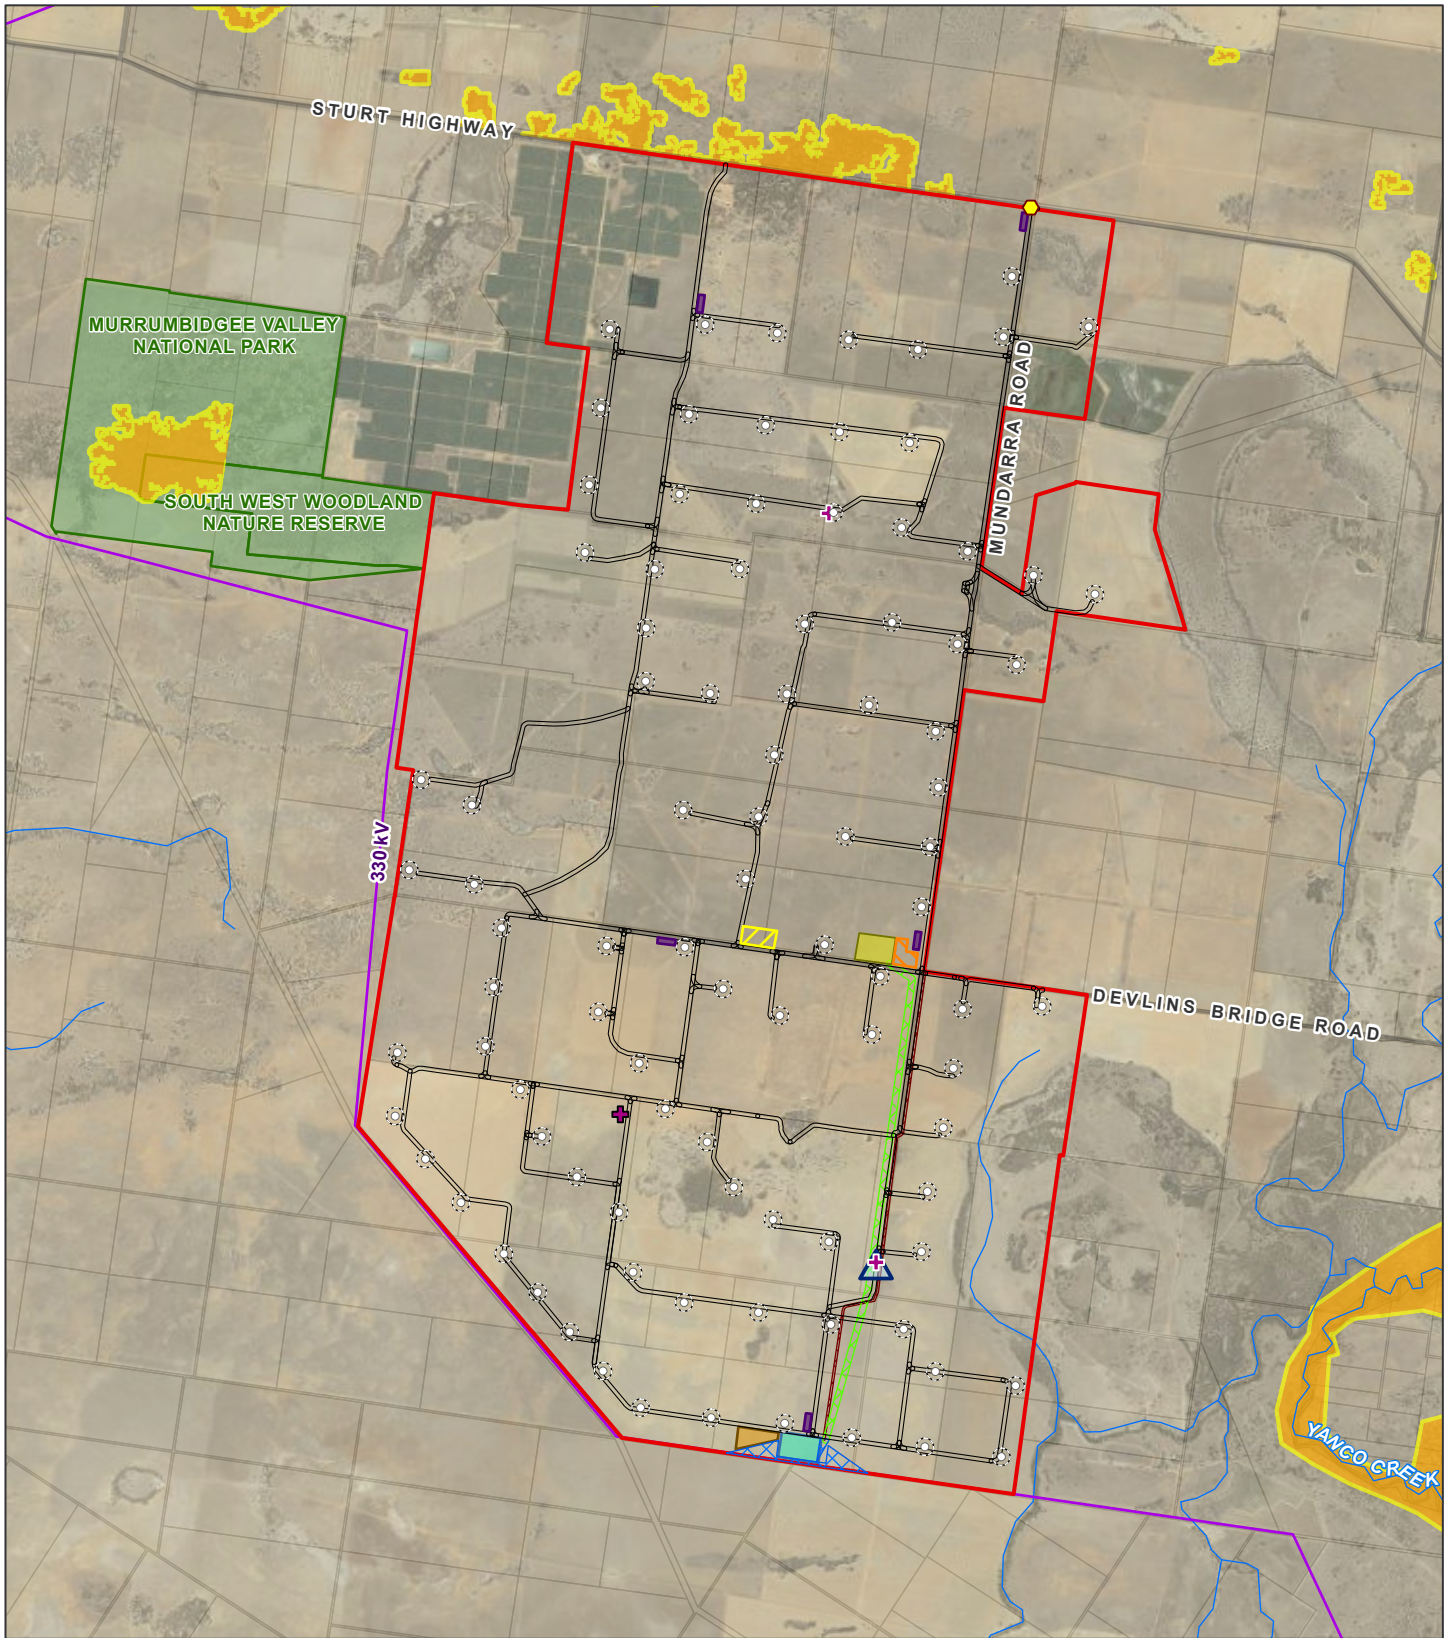 STURT HIGHWAY
MURRUMBIDGEE VALLEY
NATIONAL PARK
MUNDARRA ROAD
SOUTH WEST WOODLAND
NATURE RESERVE
330 kV
DEVLINS BRIDGE ROAD
YANCO CREEK